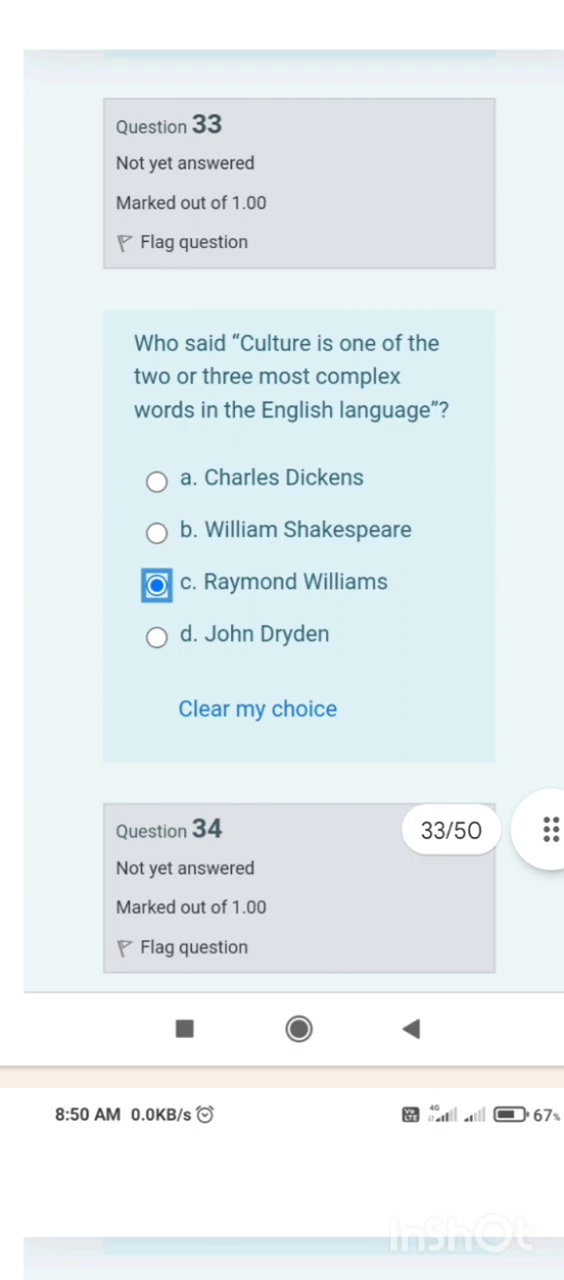 Question 33
Not yet answered
Marked out of 1.00
Flag question
Who said “Culture is one of the
two or three most complex
words in the English language”?
a. Charles Dickens
b. William Shakespeare
c. Raymond Williams
d. John Dryden
Clear my choice
Question 34
33/50
Not yet answered
Marked out of 1.00
Flag question
8:50 AM 0.0KB/s
Vo LTE 4G 67%
InShOt